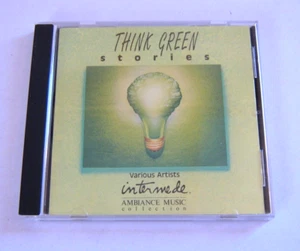 THINK GREEN
stories
Various Artists
intermede
AMBIANCE MUSIC
collection